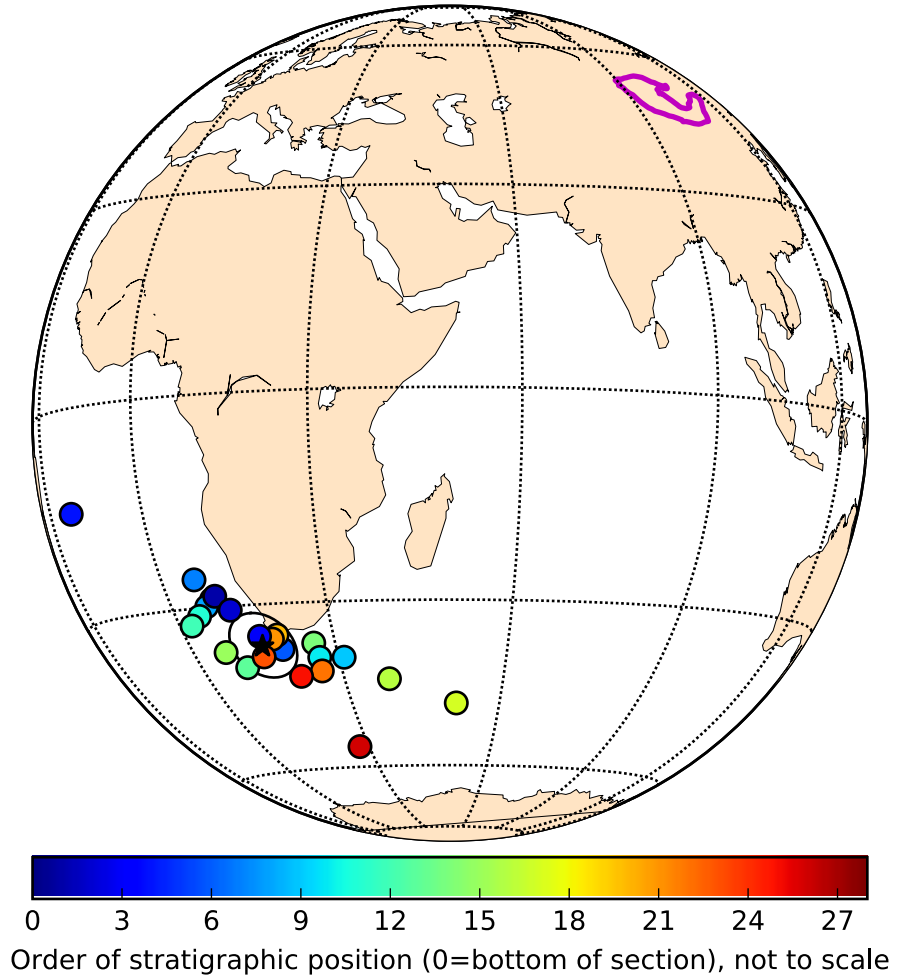 0 3 6 9 12 15 18 21 24 27
Order of stratigraphic position (0=bottom of section), not to scale